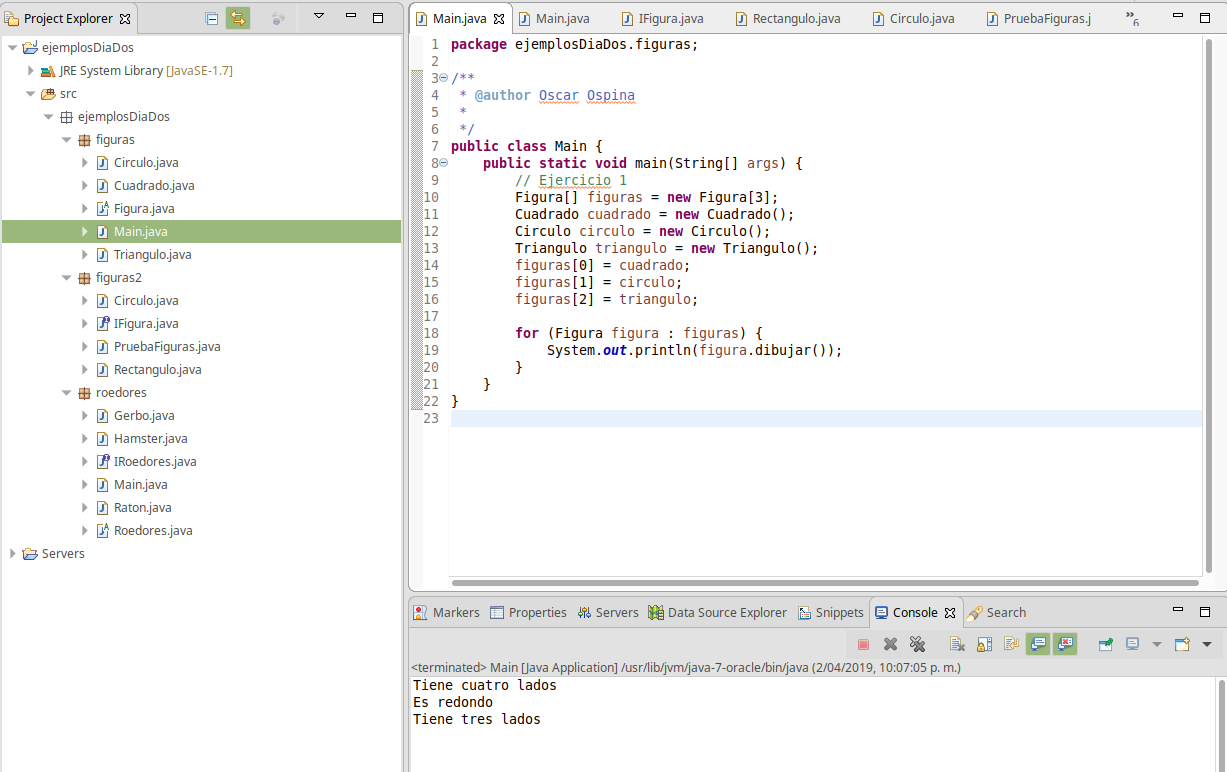 Project Explorer
ejemplosDiaDos
JRE System Library [JavaSE-1.7]
src
ejemplosDiaDos
figuras
Circulo.java
Cuadrado.java
Figura.java
Main.java
Triangulo.java
figuras2
Circulo.java
IFigura.java
PruebaFiguras.java
Rectangulo.java
roedores
Gerbo.java
Hamster.java
IRoedores.java
Main.java
Raton.java
Roedores.java
Servers
Main.java Main.java IFigura.java Rectangulo.java Circulo.java PruebaFiguras.j »6
1 package ejemplosDiaDos.figuras;
2
3 /**
4 * @author Oscar Ospina
5 *
6 */
7 public class Main {
8 public static void main(String[] args) {
9 // Ejercicio 1
10 Figura[] figuras = new Figura[3];
11 Cuadrado cuadrado = new Cuadrado();
12 Circulo circulo = new Circulo();
13 Triangulo triangulo = new Triangulo();
14 figuras[0] = cuadrado;
15 figuras[1] = circulo;
16 figuras[2] = triangulo;
17
18 for (Figura figura : figuras) {
19 System.out.println(figura.dibujar());
20 }
21 }
22 }
23
Markers Properties Servers Data Source Explorer Snippets Console Search
<terminated> Main [Java Application] /usr/lib/jvm/java-7-oracle/bin/java (2/04/2019, 10:07:05 p. m.)
Tiene cuatro lados
Es redondo
Tiene tres lados